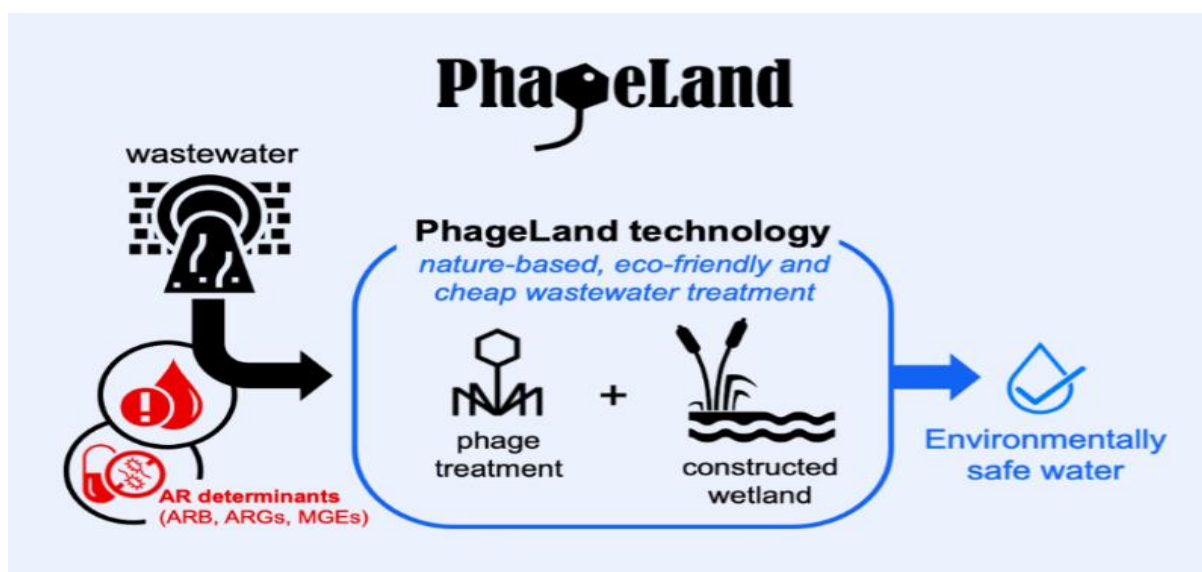 PhageLand
wastewater
PhageLand technology
nature-based, eco-friendly and
cheap wastewater treatment
phage
treatment
+
constructed
wetland
AR determinants
(ARB, ARGs, MGEs)
Environmentally
safe water